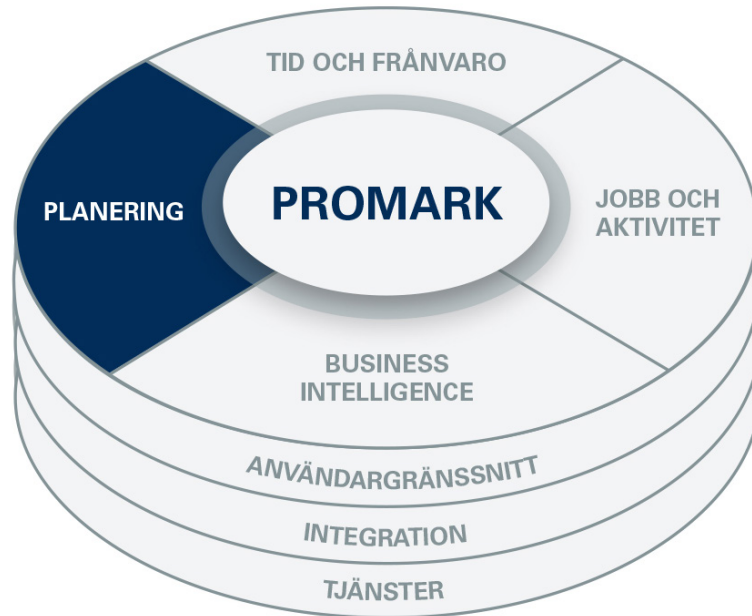 TID OCH FRÅNVARO
PLANERING
PROMARK
JOBB OCH
AKTIVITET
BUSINESS
INTELLIGENCE
ANVÄNDARGRÄNSSNITT
INTEGRATION
TJÄNSTER